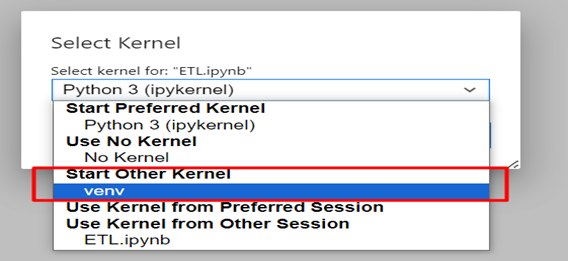 Select Kernel
Select kernel for: "ETL.ipynb"
Python 3 (ipykernel)
Start Preferred Kernel
Python 3 (ipykernel)
Use No Kernel
No Kernel
Start Other Kernel
venv
Use Kernel from Preferred Session
Use Kernel from Other Session
ETL.ipynb